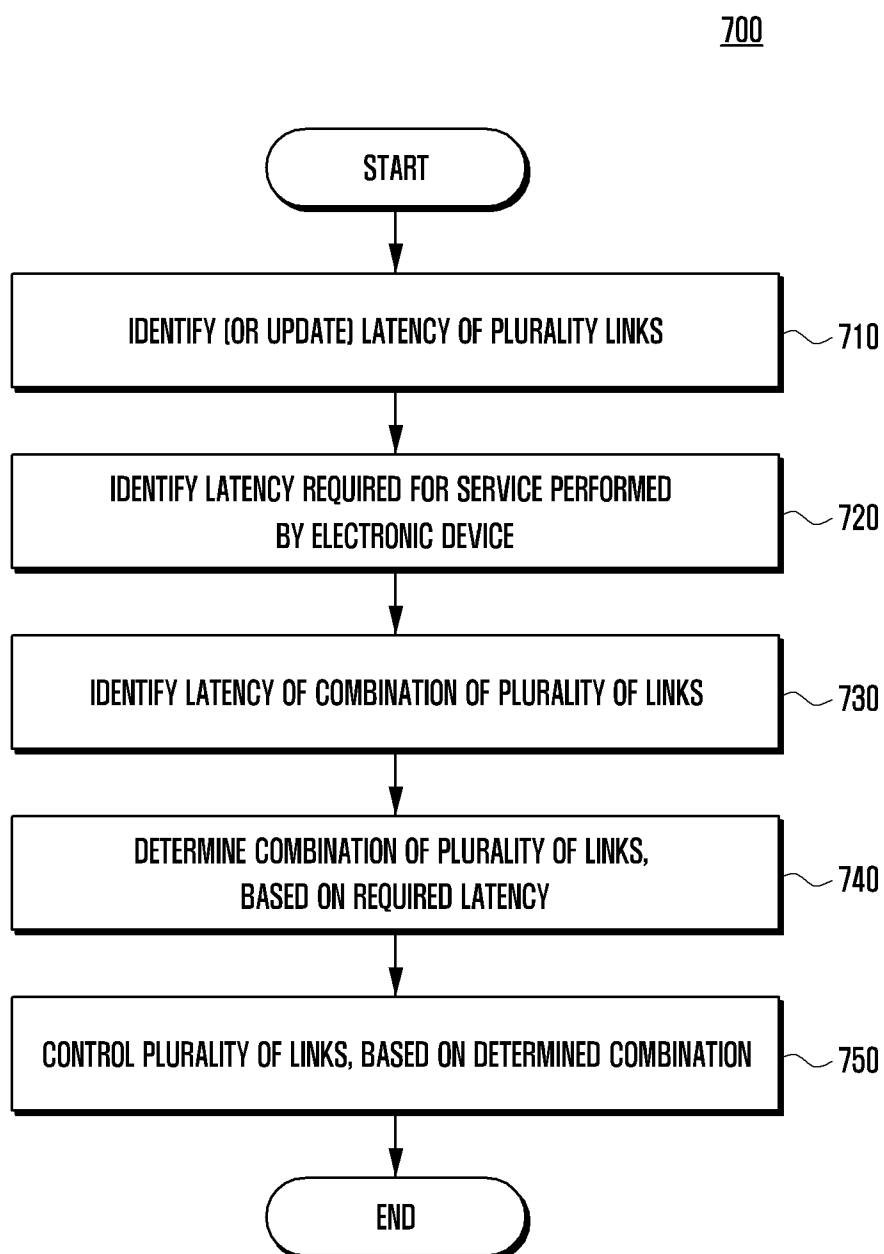 700
START
IDENTIFY (OR UPDATE) LATENCY OF PLURALITY LINKS
710
IDENTIFY LATENCY REQUIRED FOR SERVICE PERFORMED
BY ELECTRONIC DEVICE
720
IDENTIFY LATENCY OF COMBINATION OF PLURALITY OF LINKS
730
DETERMINE COMBINATION OF PLURALITY OF LINKS,
BASED ON REQUIRED LATENCY
740
CONTROL PLURALITY OF LINKS, BASED ON DETERMINED COMBINATION
750
END